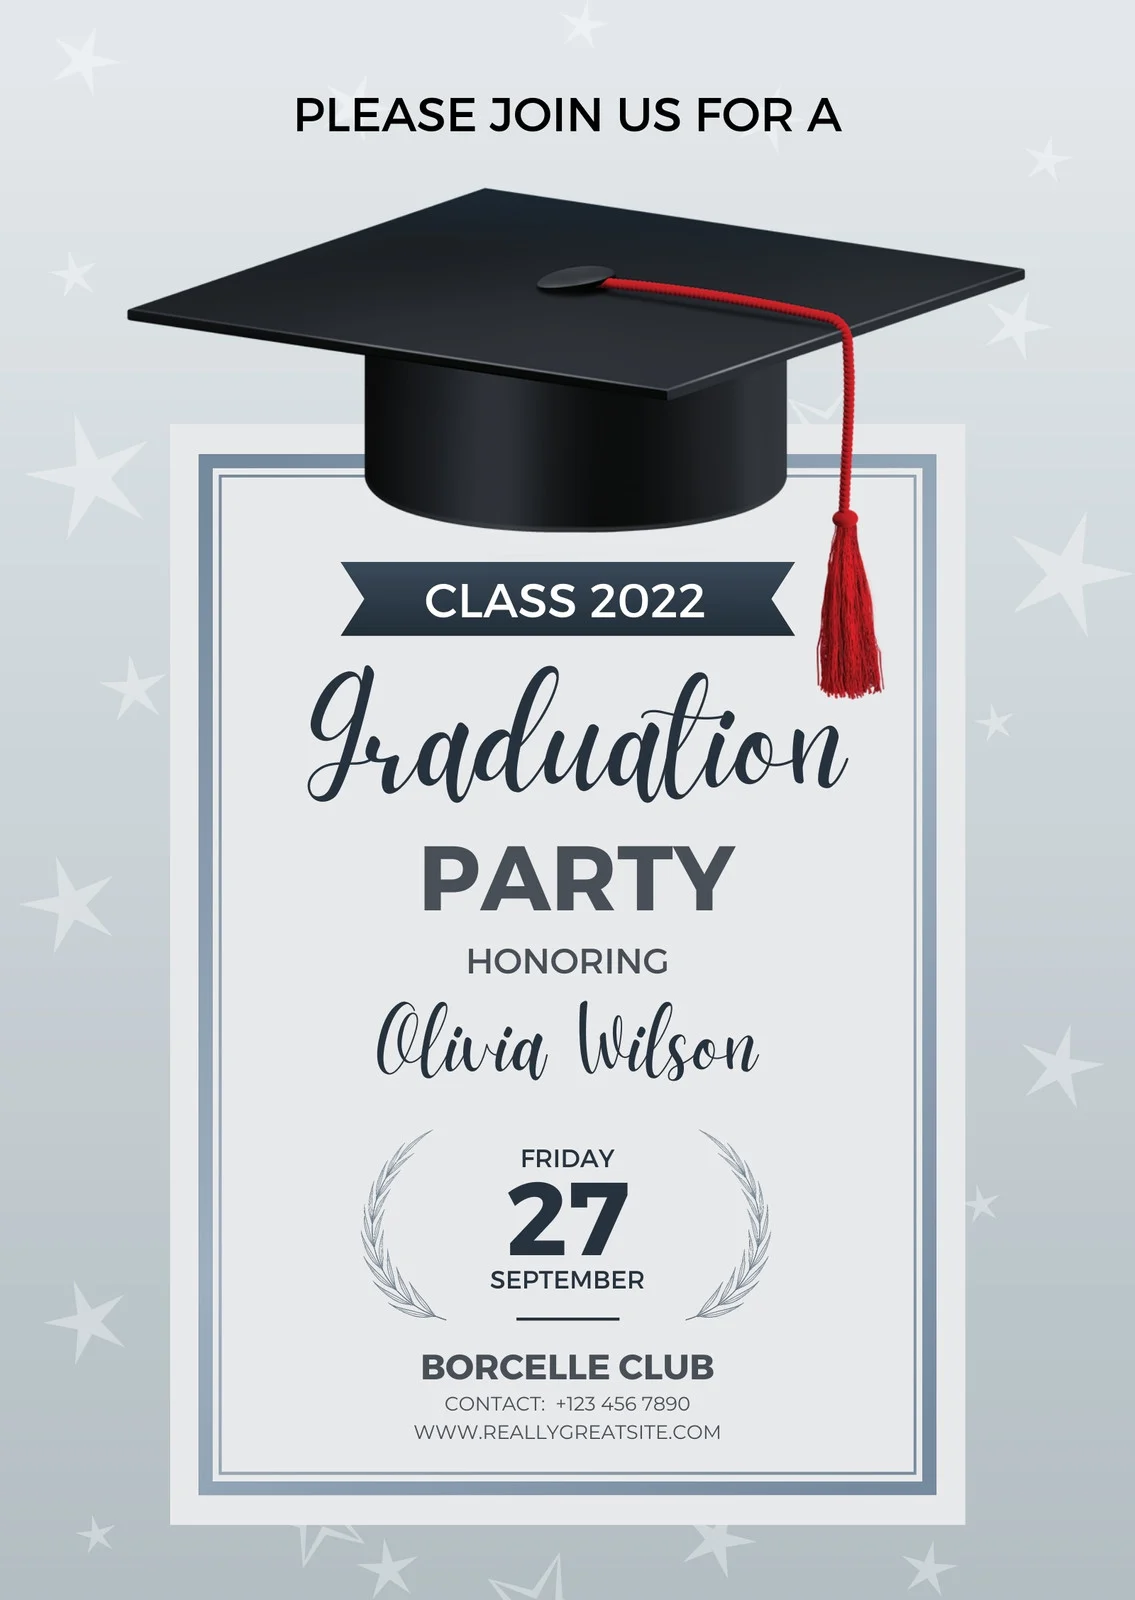 PLEASE JOIN US FOR A
CLASS 2022
Graduation
PARTY
HONORING
Olivia Wilson
FRIDAY
27
SEPTEMBER
BORCELLE CLUB
CONTACT: +123 456 7890
WWW.REALLYGREATSITE.COM